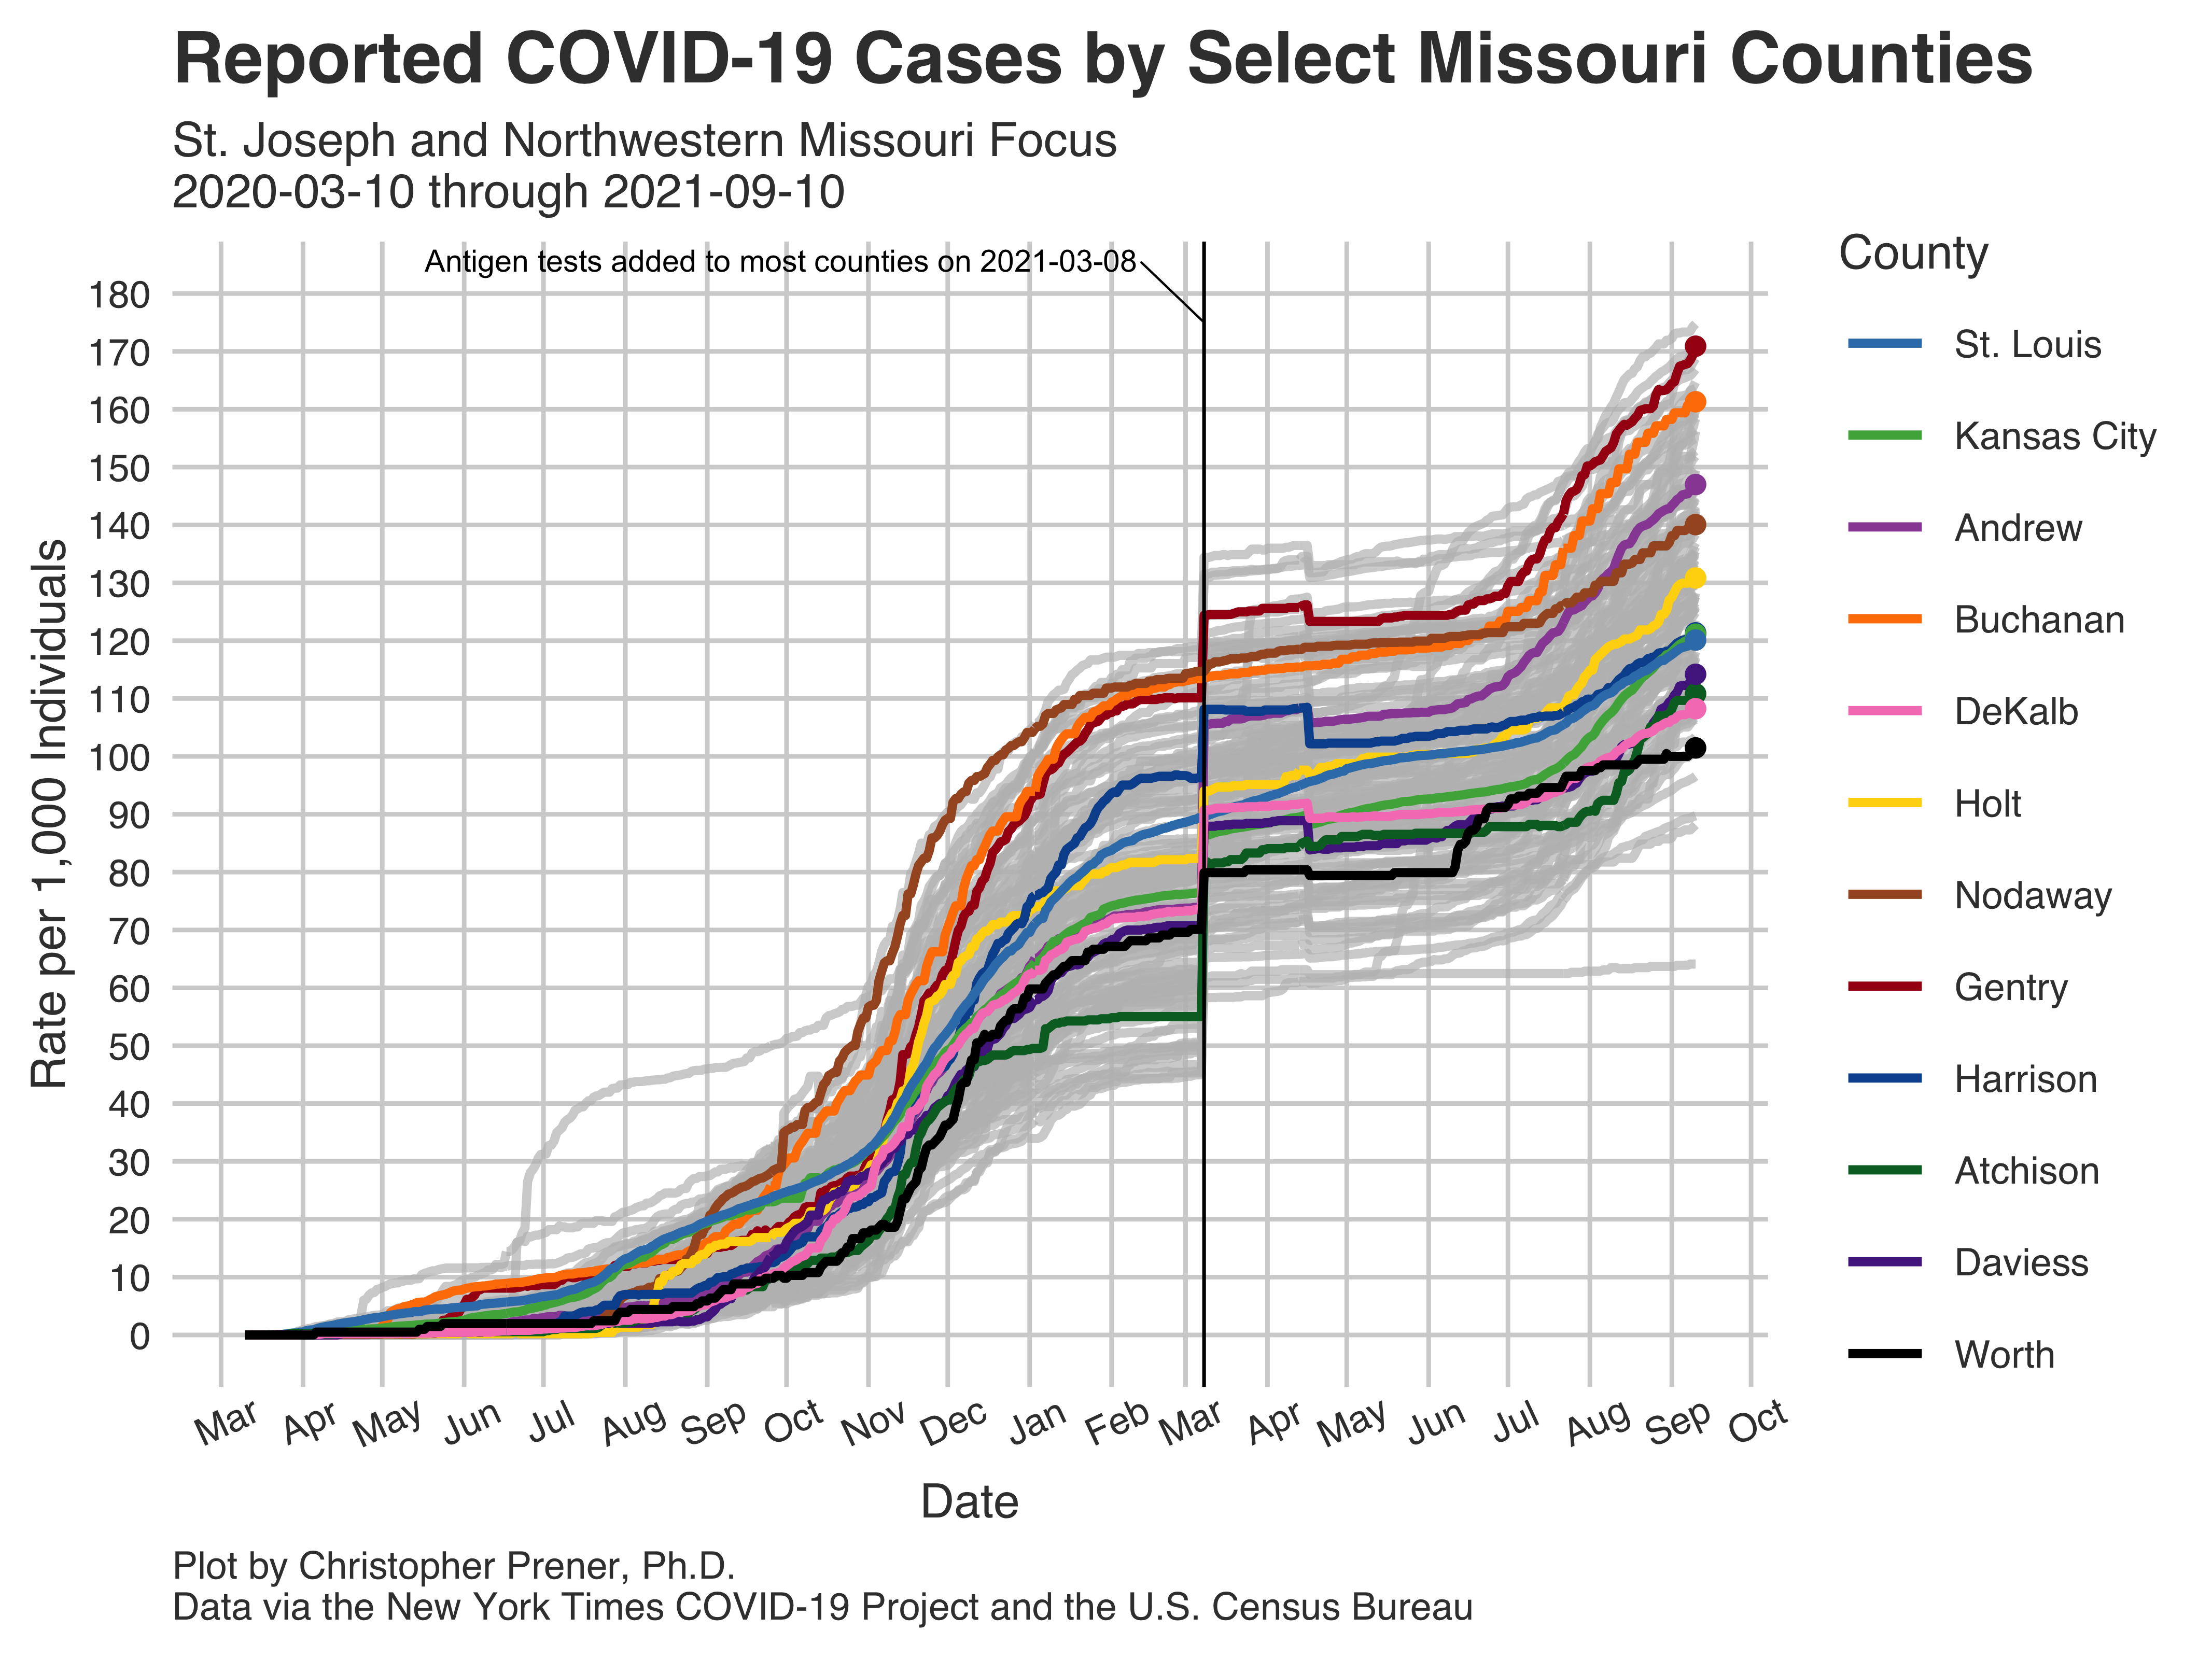 Reported COVID-19 Cases by Select Missouri Counties
St. Joseph and Northwestern Missouri Focus
2020-03-10 through 2021-09-10
Antigen tests added to most counties on 2021-03-08
Rate per 1,000 Individuals
180
170
160
150
140
130
120
110
100
90
80
70
60
50
40
30
20
10
0
Mar Apr May Jun Jul Aug Sep Oct Nov Dec Jan Feb Mar Apr May Jun Jul Aug Sep Oct
Date
County
St. Louis
Kansas City
Andrew
Buchanan
DeKalb
Holt
Nodaway
Gentry
Harrison
Atchison
Daviess
Worth
Plot by Christopher Prener, Ph.D.
Data via the New York Times COVID-19 Project and the U.S. Census Bureau